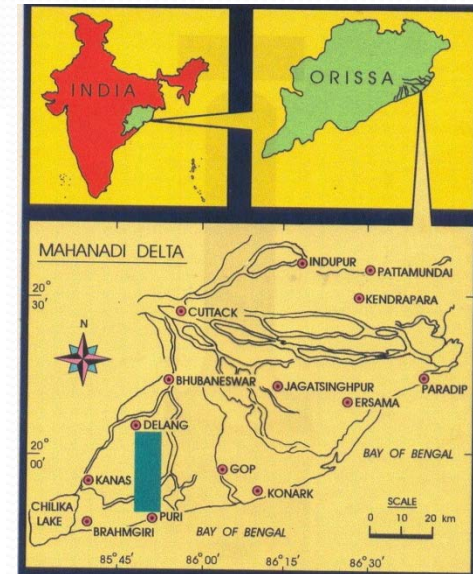 INDIA
ORISSA
MAHANADI DELTA
INDUPUR
PATTAMUNDAI
20°
30'
KENDRAPARA
CUTTACK
N
BHUBANESWAR
JAGATSINGHPUR
PARADIP
ERSAMA
DELANG
20°
00'
BAY OF BENGAL
KANAS
GOP
KONARK
SCALE
CHILIKA
LAKE
PURI
BRAHMGIRI
BAY OF BENGAL
10 0 20 km
85°45' 86°00' 86°15' 86°30'